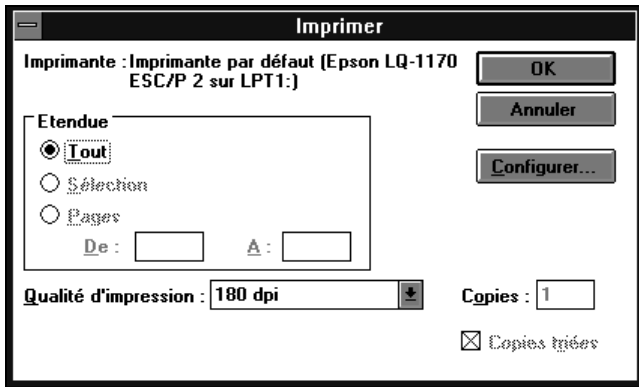 Imprimer
Imprimante : Imprimante par défaut (Epson LQ-1170
ESC/P 2 sur LPT1:)
OK
Annuler
Configurer...
Etendue
Tout
Sélection
Pages
De : A :
Qualité d'impression : 180 dpi
Copies : 1
Copies triées